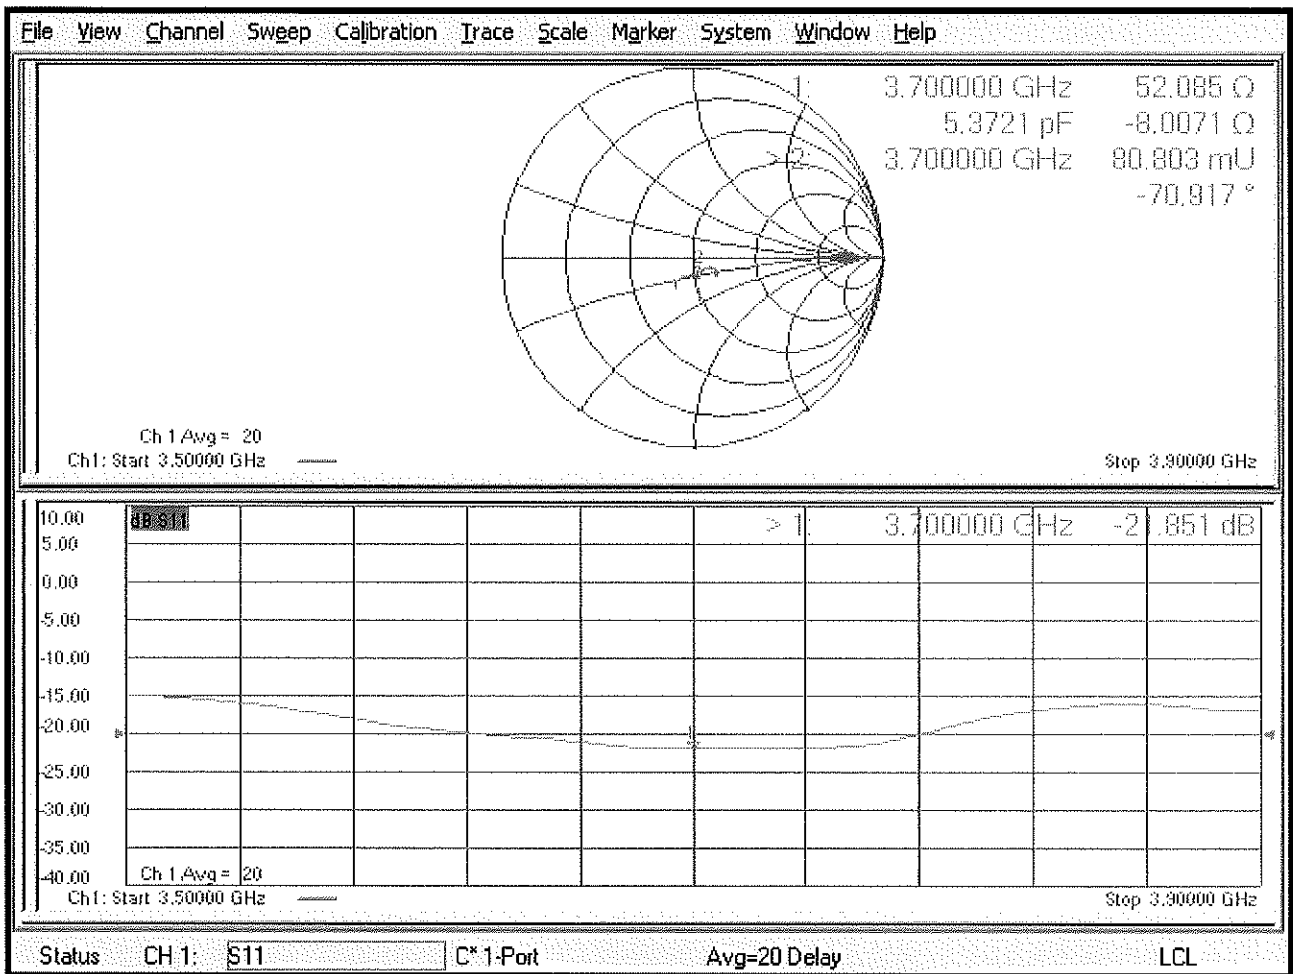 File View Channel Sweep Calibration Trace Scale Marker System Window Help
1: 3.700000 GHz 52.085 Ω
5.3721 pF -8.0071 Ω
> 2: 3.700000 GHz 80.803 mU
-70.917 °
Ch 1 Avg = 20
Ch1: Start 3.50000 GHz Stop 3.90000 GHz
10.00 dB S11 > 1: 3.700000 GHz -21.851 dB
5.00
0.00
-5.00
-10.00
-15.00
-20.00
-25.00
-30.00
-35.00
-40.00 Ch 1 Avg = 20
Ch1: Start 3.50000 GHz Stop 3.90000 GHz
Status CH 1: S11 C* 1-Port Avg=20 Delay LCL